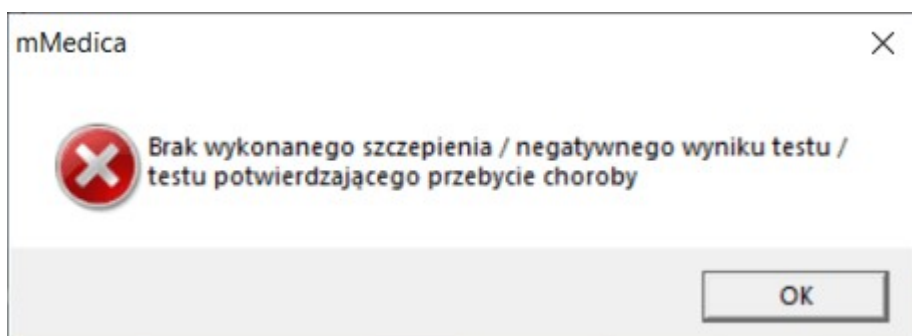 mMedica
Brak wykonanego szczepienia / negatywnego wyniku testu /
testu potwierdzającego przebycie choroby
OK